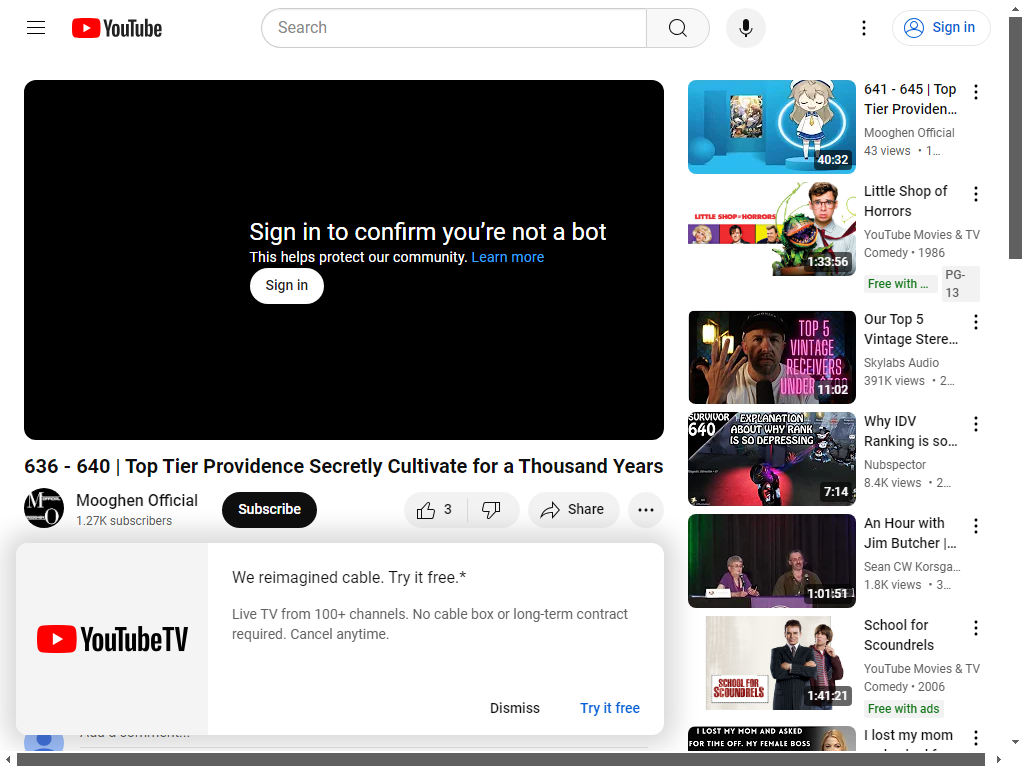 YouTube
Search
Sign in
Sign in to confirm you're not a bot
This helps protect our community. Learn more
Sign in
636 - 640 | Top Tier Providence Secretly Cultivate for a Thousand Years
Mooghen Official
1.27K subscribers
Subscribe
3
Share
YouTubeTV
We reimagined cable. Try it free.*
Live TV from 100+ channels. No cable box or long-term contract
required. Cancel anytime.
Dismiss
Try it free
Add a comment...
40:32
641 - 645 | Top
Tier Providen...
Mooghen Official
43 views • 1...
LITTLE SHOP OF HORRORS
1:33:56
Little Shop of
Horrors
YouTube Movies & TV
Comedy • 1986
Free with ...
PG-
13
TOP 5
VINTAGE
RECEIVERS
UNDER
11:02
Our Top 5
Vintage Stere...
Skylabs Audio
391K views • 2...
SURVIVOR
640
EXPLANATION
ABOUT WHY RANK
IS SO DEPRESSING
7:14
Why IDV
Ranking is so...
Nubspector
8.4K views • 2...
1:01:51
An Hour with
Jim Butcher |...
Sean CW Korsga...
1.8K views • 3...
SCHOOL FOR
SCOUNDRELS
1:41:21
School for
Scoundrels
YouTube Movies & TV
Comedy • 2006
Free with ads
I LOST MY MOM AND ASKED
FOR TIME OFF. MY FEMALE BOSS
I lost my mom